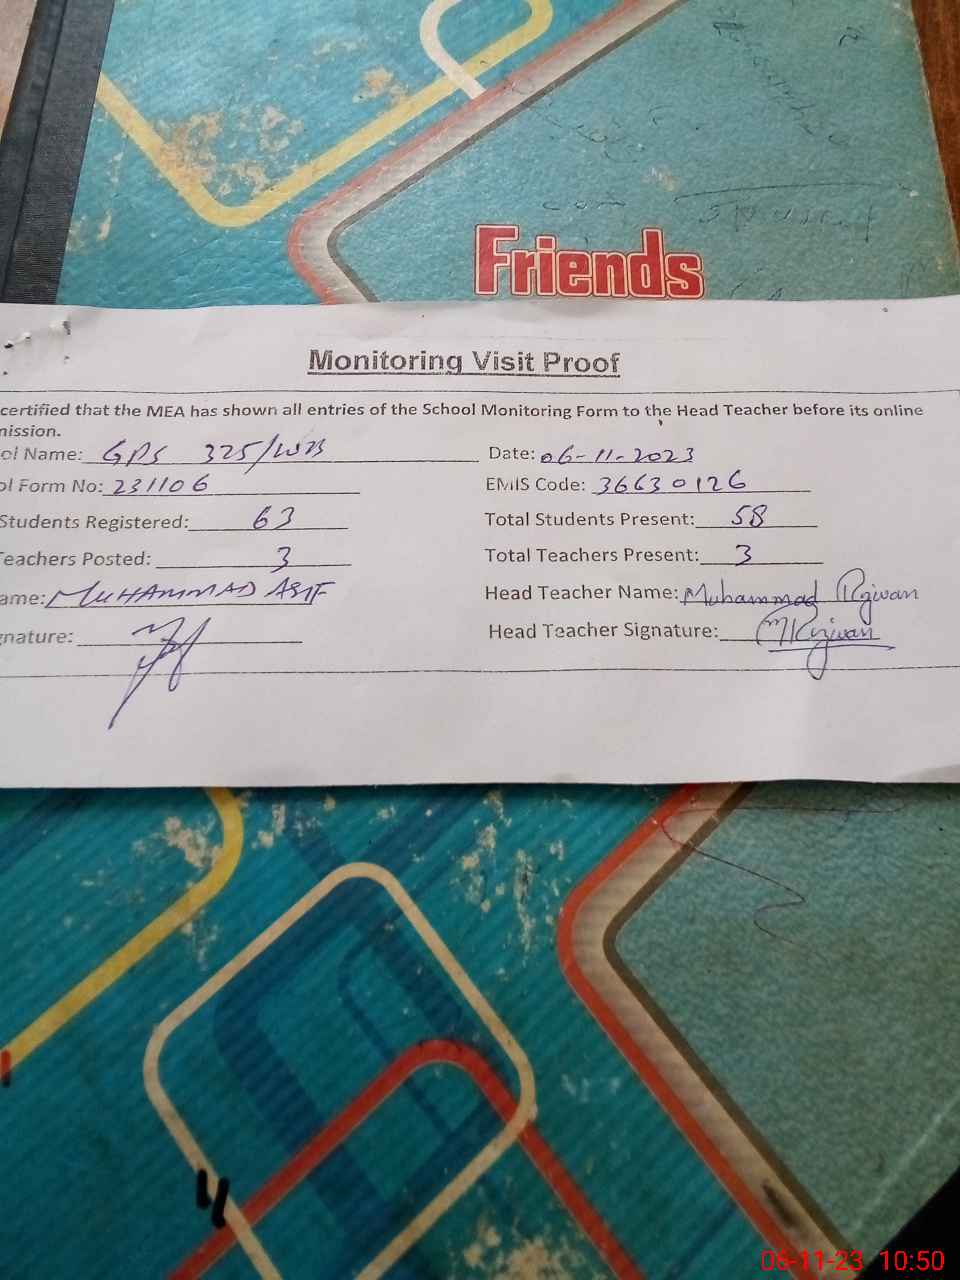 Friends
Monitoring Visit Proof
certified that the MEA has shown all entries of the School Monitoring Form to the Head Teacher before its online
nission.
ol Name: GPS 325/WB Date: 06-11-2023
ol Form No: 231106 EMIS Code: 36630126
Students Registered: 63 Total Students Present: 58
Teachers Posted: 3 Total Teachers Present: 3
ame: MUHAMMAD ASIF Head Teacher Name: Muhammad Rizwan
gnature: Head Teacher Signature: MRizwan
06-11-23 10:50